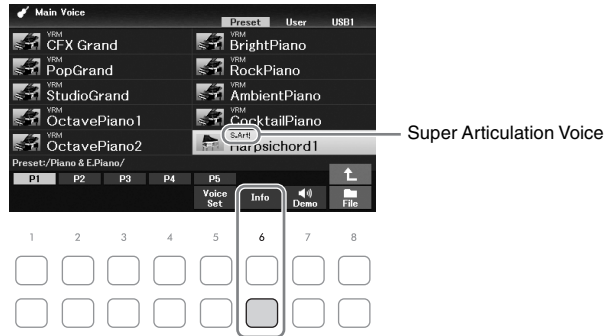 Main Voice
Preset User USB1
VRM
CFX Grand
VRM
BrightPiano
VRM
PopGrand
VRM
RockPiano
VRM
StudioGrand
VRM
AmbientPiano
VRM
OctavePiano1
VRM
CocktailPiano
VRM
OctavePiano2
S.Art!
Harpsichord1
Super Articulation Voice
Preset:/Piano & E.Piano/
P1 P2 P3 P4 P5
Voice Set
Info
Demo
File
1 2 3 4 5 6 7 8